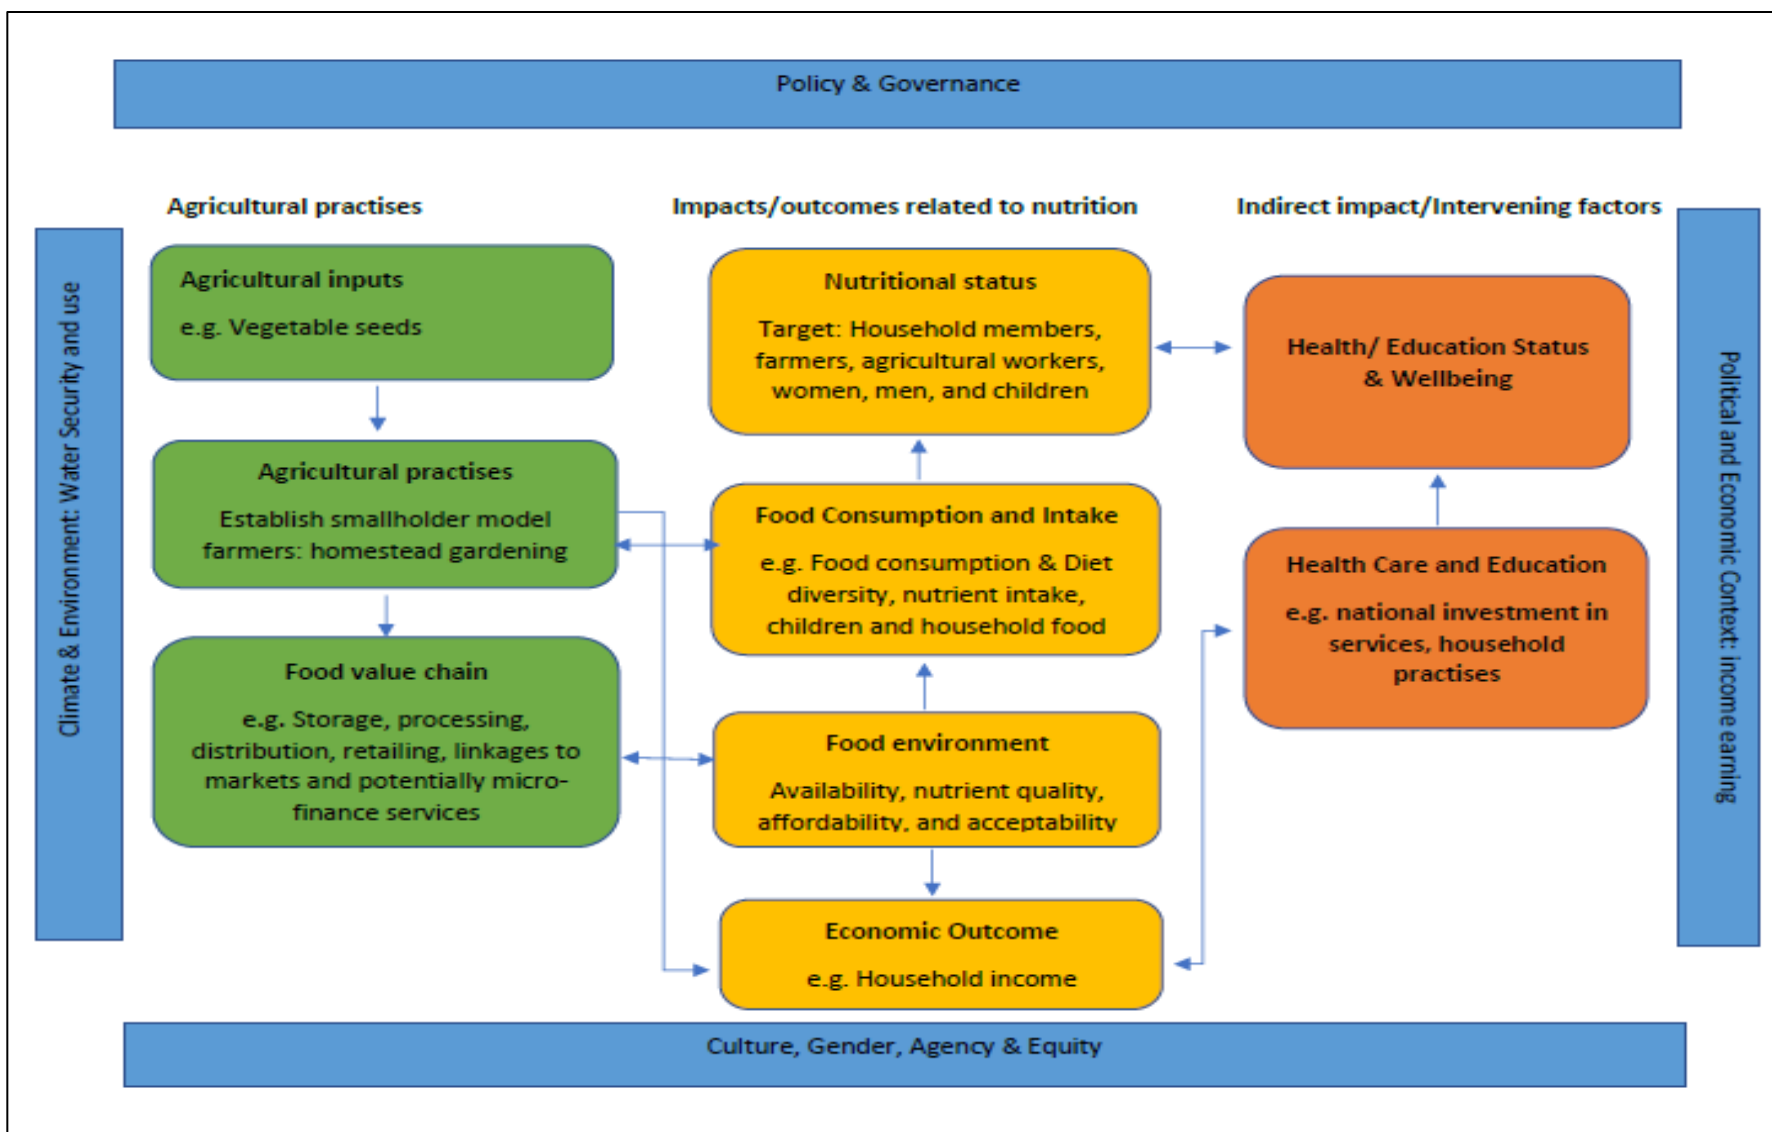 Policy & Governance
Agricultural practises
Impacts/outcomes related to nutrition
Indirect impact/Intervening factors
Climate & Environment: Water Security and use
Agricultural inputs
e.g. Vegetable seeds
Agricultural practises
Establish smallholder model
farmers: homestead gardening
Food value chain
e.g. Storage, processing,
distribution, retailing, linkages to
markets and potentially micro-
finance services
Nutritional status
Target: Household members,
farmers, agricultural workers,
women, men, and children
Food Consumption and Intake
e.g. Food consumption & Diet
diversity, nutrient intake,
children and household food
Food environment
Availability, nutrient quality,
affordability, and acceptability
Economic Outcome
e.g. Household income
Health/ Education Status
& Wellbeing
Health Care and Education
e.g. national investment in
services, household
practises
Political and Economic Context: income earning
Culture, Gender, Agency & Equity